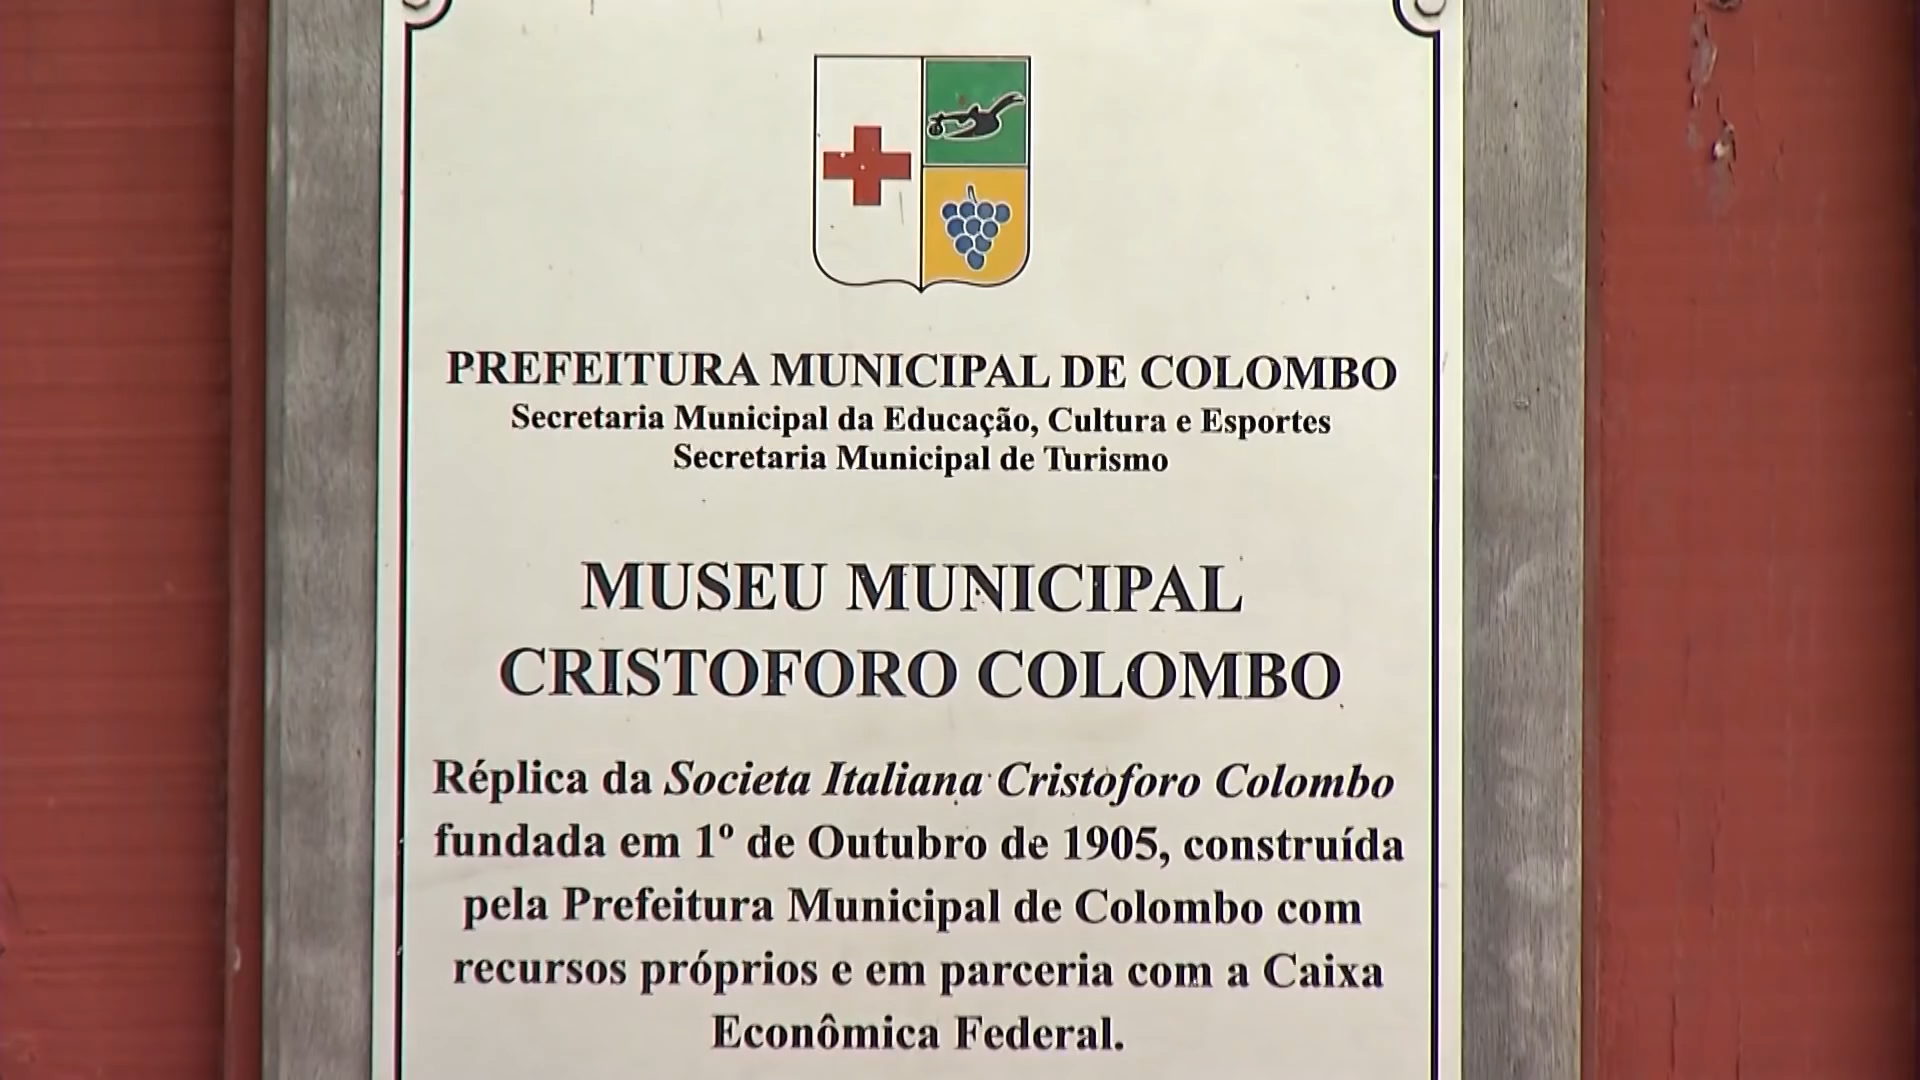 PREFEITURA MUNICIPAL DE COLOMBO
Secretaria Municipal da Educação, Cultura e Esportes
Secretaria Municipal de Turismo
MUSEU MUNICIPAL
CRISTOFORO COLOMBO
Réplica da Societa Italiana Cristoforo Colombo
fundada em 1º de Outubro de 1905, construída
pela Prefeitura Municipal de Colombo com
recursos próprios e em parceria com a Caixa
Econômica Federal.